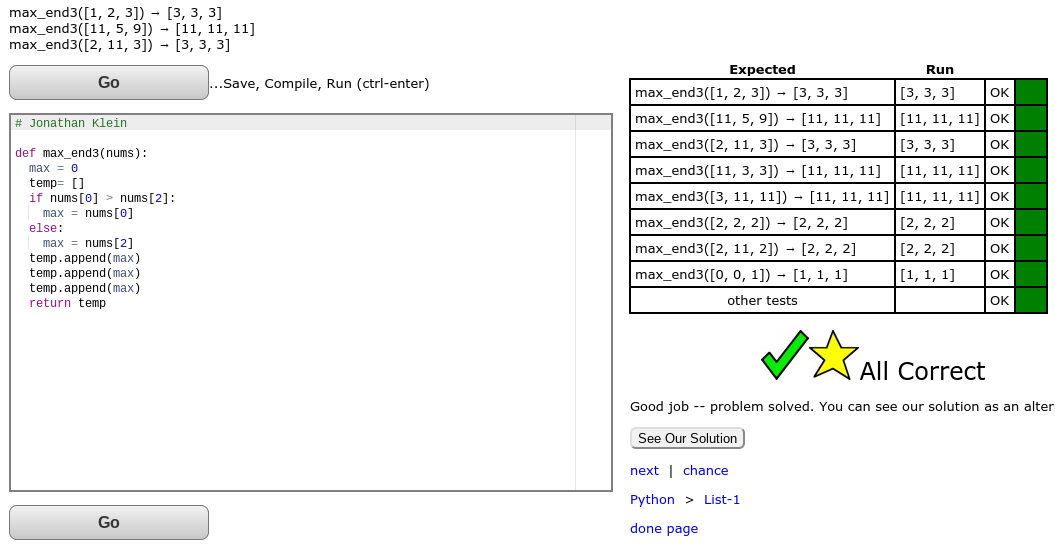 max_end3([1, 2, 3]) → [3, 3, 3]
max_end3([11, 5, 9]) → [11, 11, 11]
max_end3([2, 11, 3]) → [3, 3, 3]
Go ...Save, Compile, Run (ctrl-enter)
# Jonathan Klein
def max_end3(nums):
  max = 0
  temp= []
  if nums[0] > nums[2]:
    max = nums[0]
  else:
    max = nums[2]
  temp.append(max)
  temp.append(max)
  temp.append(max)
  return temp
Go
Expected Run
max_end3([1, 2, 3]) → [3, 3, 3] [3, 3, 3] OK
max_end3([11, 5, 9]) → [11, 11, 11] [11, 11, 11] OK
max_end3([2, 11, 3]) → [3, 3, 3] [3, 3, 3] OK
max_end3([11, 3, 3]) → [11, 11, 11] [11, 11, 11] OK
max_end3([3, 11, 11]) → [11, 11, 11] [11, 11, 11] OK
max_end3([2, 2, 2]) → [2, 2, 2] [2, 2, 2] OK
max_end3([2, 11, 2]) → [2, 2, 2] [2, 2, 2] OK
max_end3([0, 0, 1]) → [1, 1, 1] [1, 1, 1] OK
other tests OK
All Correct
Good job -- problem solved. You can see our solution as an alter
See Our Solution
next | chance
Python > List-1
done page